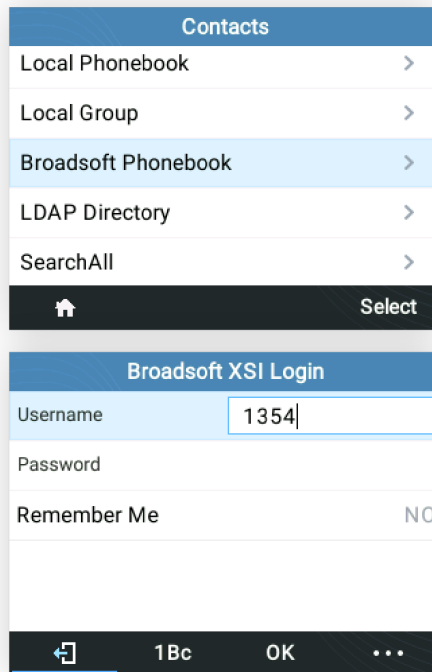 Contacts
Local Phonebook
Local Group
Broadsoft Phonebook
LDAP Directory
SearchAll
Select
Broadsoft XSI Login
Username 1354
Password
Remember Me NO
1Bc OK ...